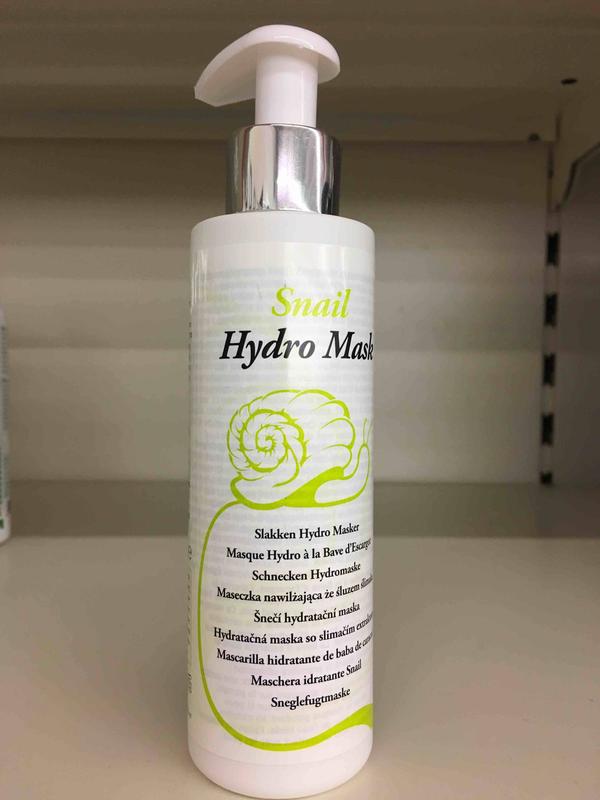 Snail
Hydro Mask
Slakken Hydro Masker
Masque Hydro à la Bave d'Escargot
Schnecken Hydromaske
Maseczka nawilżająca że śluzem
Šnečí hydratační maska
Hydratačná maska so slimačím
Mascarilla hidratante de baba de
Maschera idratante Snail
Sneglefugtmaske